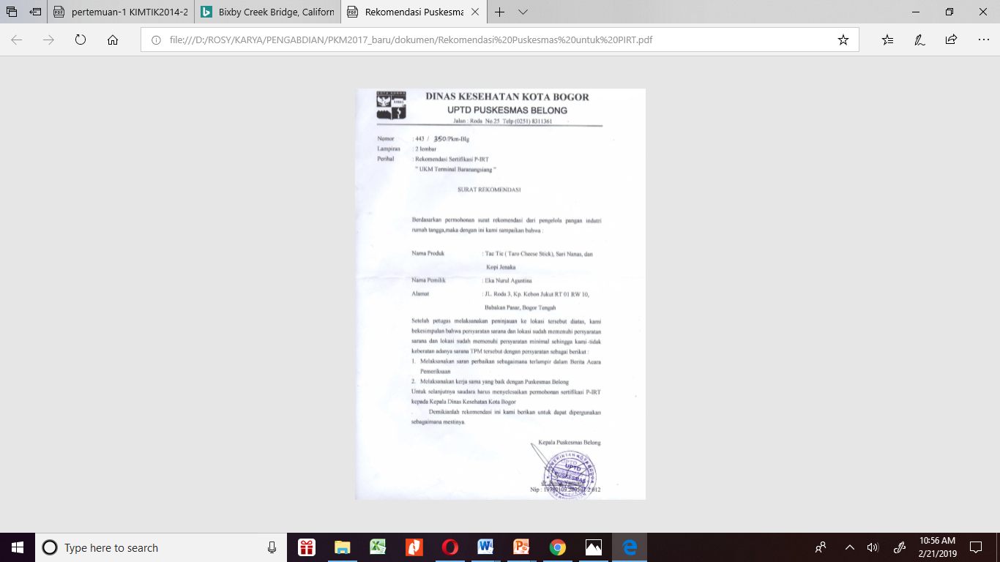 pertemuan-1 KIMTIK2014-2
Bixby Creek Bridge, Californ
Rekomendasi Puskesma
file:///D:/ROSY/KARYA/PENGABDIAN/PKM2017_baru/dokumen/Rekomendasi%20Puskesmas%20untuk%20PIRT.pdf
DINAS KESEHATAN KOTA BOGOR
UPTD PUSKESMAS BELONG
Jalan : Roda No 25 Telp (0251) 8311361
Nomor : 443 / 350/Pkm-Blg
Lampiran : 2 lembar
Perihal : Rekomendasi Sertifikasi P-IRT
" UKM Terminal Baranangsiang "
SURAT REKOMENDASI
Berdasarkan permohonan surat rekomendasi dari pengelola pangan indutri
rumah tangga,maka dengan ini kami sampaikan bahwa :
Nama Produk : Tac Tic ( Taro Cheese Stick), Sari Nanas, dan
Kopi Jenaka
Nama Pemilik : Eka Nurul Agustina
Alamat : JL. Roda 3, Kp. Kebon Jukut RT 01 RW 10,
Babakan Pasar, Bogor Tengah
Setelah petugas melaksanakan peninjauan ke lokasi tersebut diatas, kami
bekesimpulan bahwa persyaratan sarana dan lokasi sudah memenuhi persyaratan
sarana dan lokasi sudah memenuhi persyaratan minimal sehingga kami tidak
keberatan adanya sarana TPM tersebut dengan persyaratan sebagai berikut :
1. Melaksanakan saran perbaikan sebagaimana terlampir dalam Berita Acara
Pemeriksaan
2. Melaksanakan kerja sama yang baik dengan Puskesmas Belong
Untuk selanjutnya saudara harus menyelesaikan permohonan sertifikasi P-IRT
kepada Kepala Dinas Kesehatan Kota Bogor
Demikianlah rekomendasi ini kami berikan untuk dapat dipergunakan
sebagaimana mestinya.
Kepala Puskesmas Belong
UPTD
PUSKESMAS
Nip :
Type here to search
10:56 AM
2/21/2019